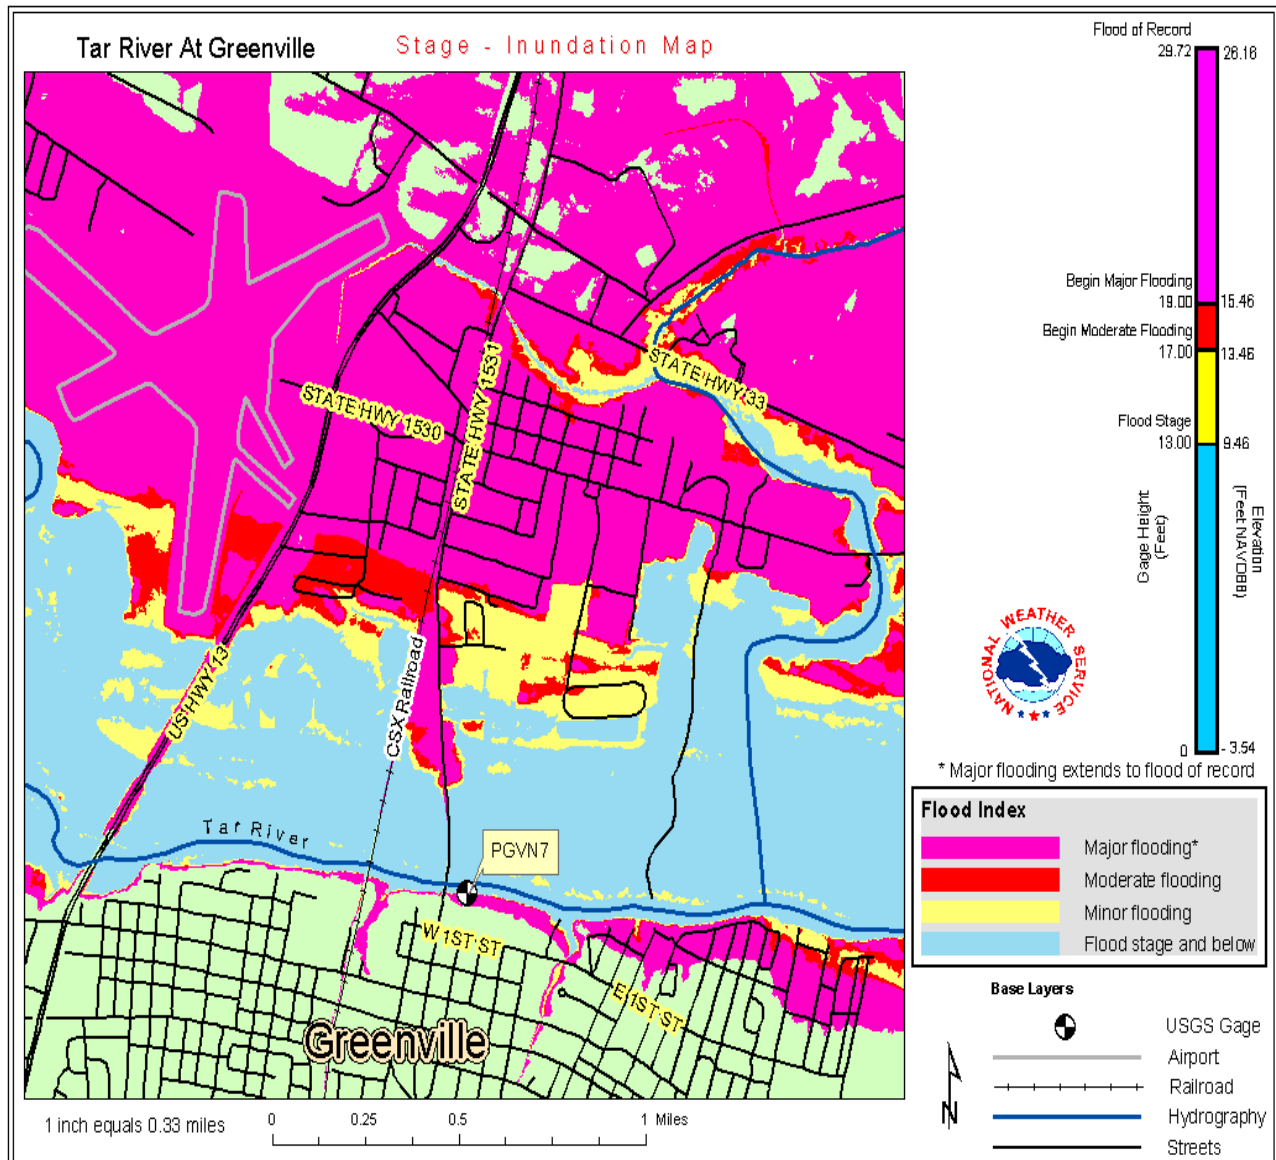 Tar River At Greenville
Stage - Inundation Map
Flood of Record
29.72
26.18
Begin Major Flooding
19.00
15.46
Begin Moderate Flooding
17.00
13.46
Flood Stage
13.00
9.46
Gage Height
(Feet)
Elevation
(Feet NAVD88)
0
- 3.54
* Major flooding extends to flood of record
NATIONAL WEATHER SERVICE
STATE HWY 1530
STATE HWY 1531
STATE HWY 33
US HWY 13
CSX Railroad
Tar River
PGVN7
W 1ST ST
E 1ST ST
Greenville
Flood Index
Major flooding*
Moderate flooding
Minor flooding
Flood stage and below
Base Layers
USGS Gage
Airport
Railroad
Hydrography
Streets
N
1 inch equals 0.33 miles
0 0.25 0.5 1 Miles